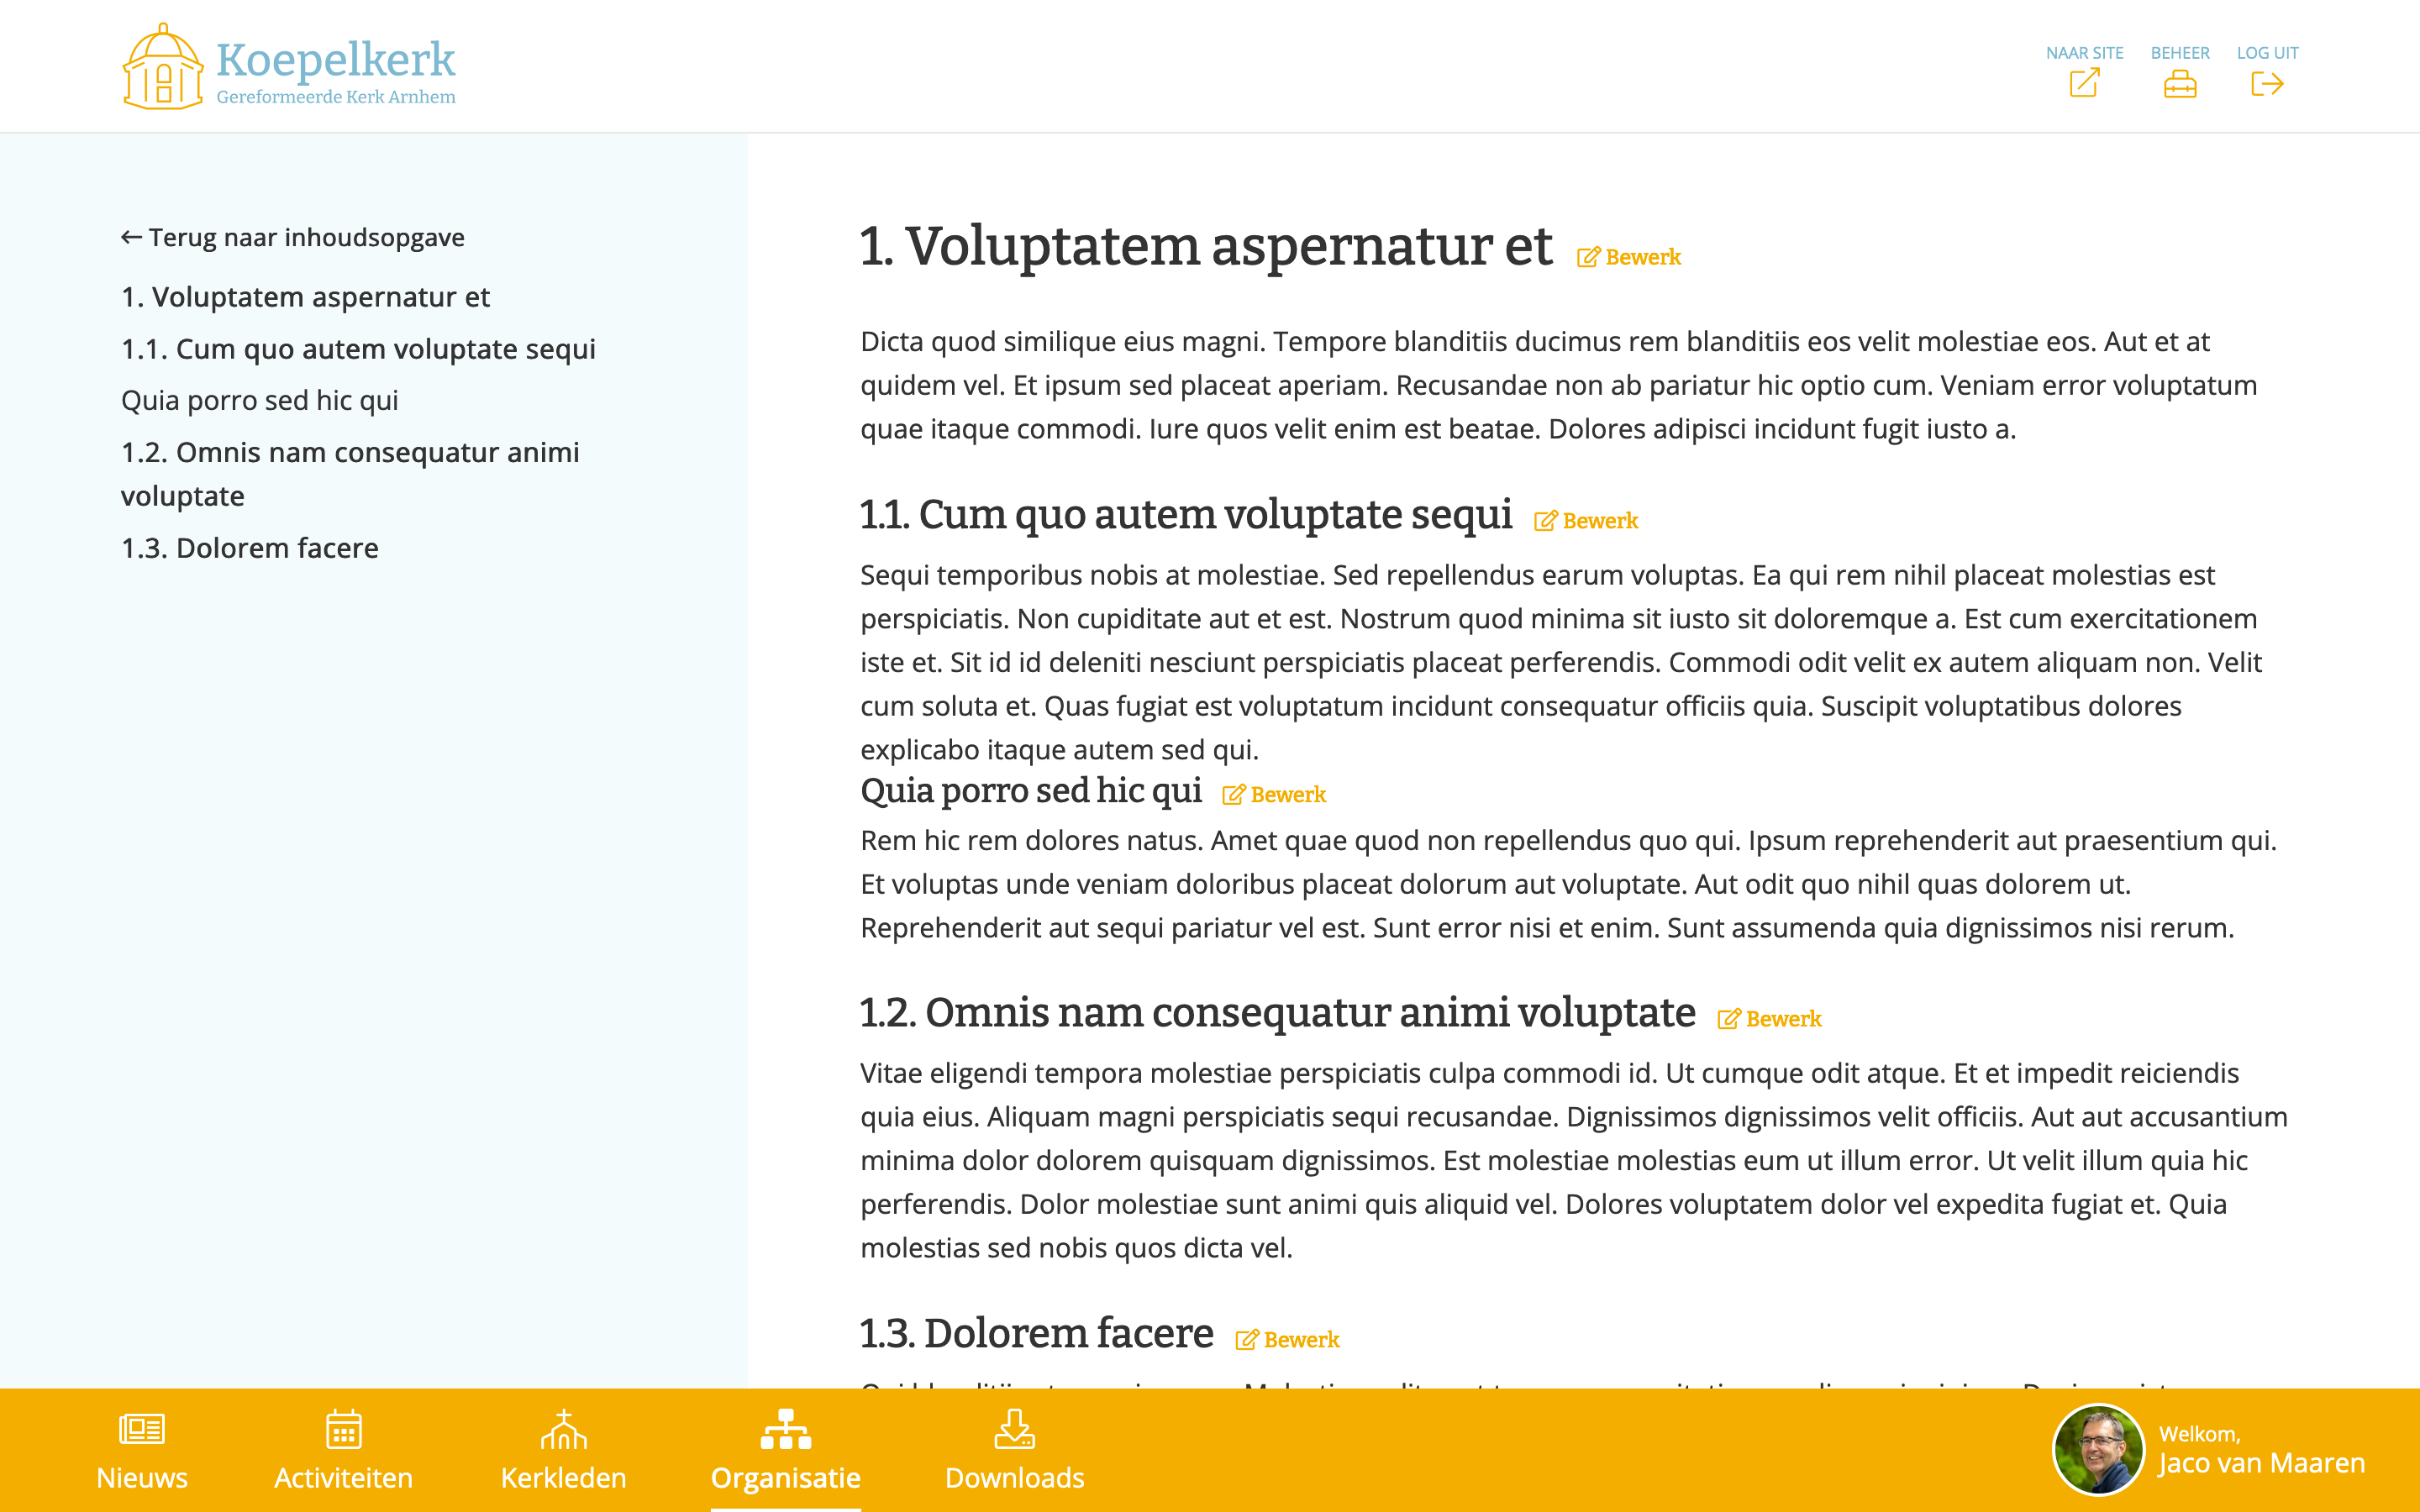 Koepelkerk
Gereformeerde Kerk Arnhem
NAAR SITE
BEHEER
LOG UIT
← Terug naar inhoudsopgave
1. Voluptatem aspernatur et
1.1. Cum quo autem voluptate sequi
Quia porro sed hic qui
1.2. Omnis nam consequatur animi
voluptate
1.3. Dolorem facere
1. Voluptatem aspernatur et Bewerk
Dicta quod similique eius magni. Tempore blanditiis ducimus rem blanditiis eos velit molestiae eos. Aut et at
quidem vel. Et ipsum sed placeat aperiam. Recusandae non ab pariatur hic optio cum. Veniam error voluptatum
quae itaque commodi. Iure quos velit enim est beatae. Dolores adipisci incidunt fugit iusto a.
1.1. Cum quo autem voluptate sequi Bewerk
Sequi temporibus nobis at molestiae. Sed repellendus earum voluptas. Ea qui rem nihil placeat molestias est
perspiciatis. Non cupiditate aut et est. Nostrum quod minima sit iusto sit doloremque a. Est cum exercitationem
iste et. Sit id id deleniti nesciunt perspiciatis placeat perferendis. Commodi odit velit ex autem aliquam non. Velit
cum soluta et. Quas fugiat est voluptatum incidunt consequatur officiis quia. Suscipit voluptatibus dolores
explicabo itaque autem sed qui.
Quia porro sed hic qui Bewerk
Rem hic rem dolores natus. Amet quae quod non repellendus quo qui. Ipsum reprehenderit aut praesentium qui.
Et voluptas unde veniam doloribus placeat dolorum aut voluptate. Aut odit quo nihil quas dolorem ut.
Reprehenderit aut sequi pariatur vel est. Sunt error nisi et enim. Sunt assumenda quia dignissimos nisi rerum.
1.2. Omnis nam consequatur animi voluptate Bewerk
Vitae eligendi tempora molestiae perspiciatis culpa commodi id. Ut cumque odit atque. Et et impedit reiciendis
quia eius. Aliquam magni perspiciatis sequi recusandae. Dignissimos dignissimos velit officiis. Aut aut accusantium
minima dolor dolorem quisquam dignissimos. Est molestiae molestias eum ut illum error. Ut velit illum quia hic
perferendis. Dolor molestiae sunt animi quis aliquid vel. Dolores voluptatem dolor vel expedita fugiat et. Quia
molestias sed nobis quos dicta vel.
1.3. Dolorem facere Bewerk
Nieuws
Activiteiten
Kerkleden
Organisatie
Downloads
Welkom,
Jaco van Maaren